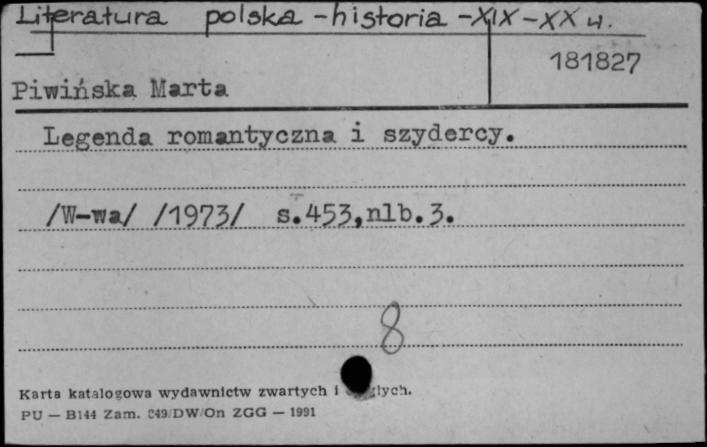 Literatura polska - historia - XIX - XX w.
181827
Piwińska Marta
Legenda romantyczna i szydercy.
/W-wa/ /1973/ s.453,nlb.3.
8
Karta katalogowa wydawnictw zwartych i
PU — B144 Zam. 249/DW/On ZGG — 1991